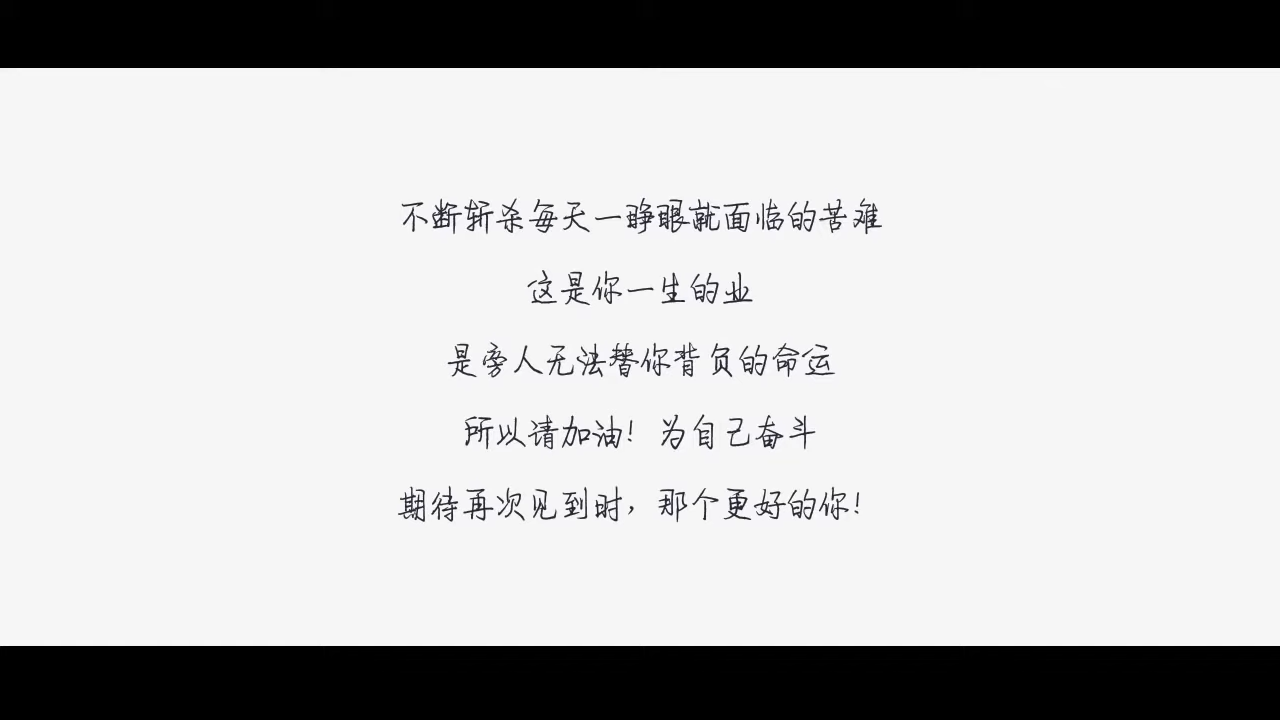 不断斩杀每天一睁眼就面临的苦难
这是你一生的业
是旁人无法替你背负的命运
所以请加油！为自己奋斗
期待再次见到时，那个更好的你！